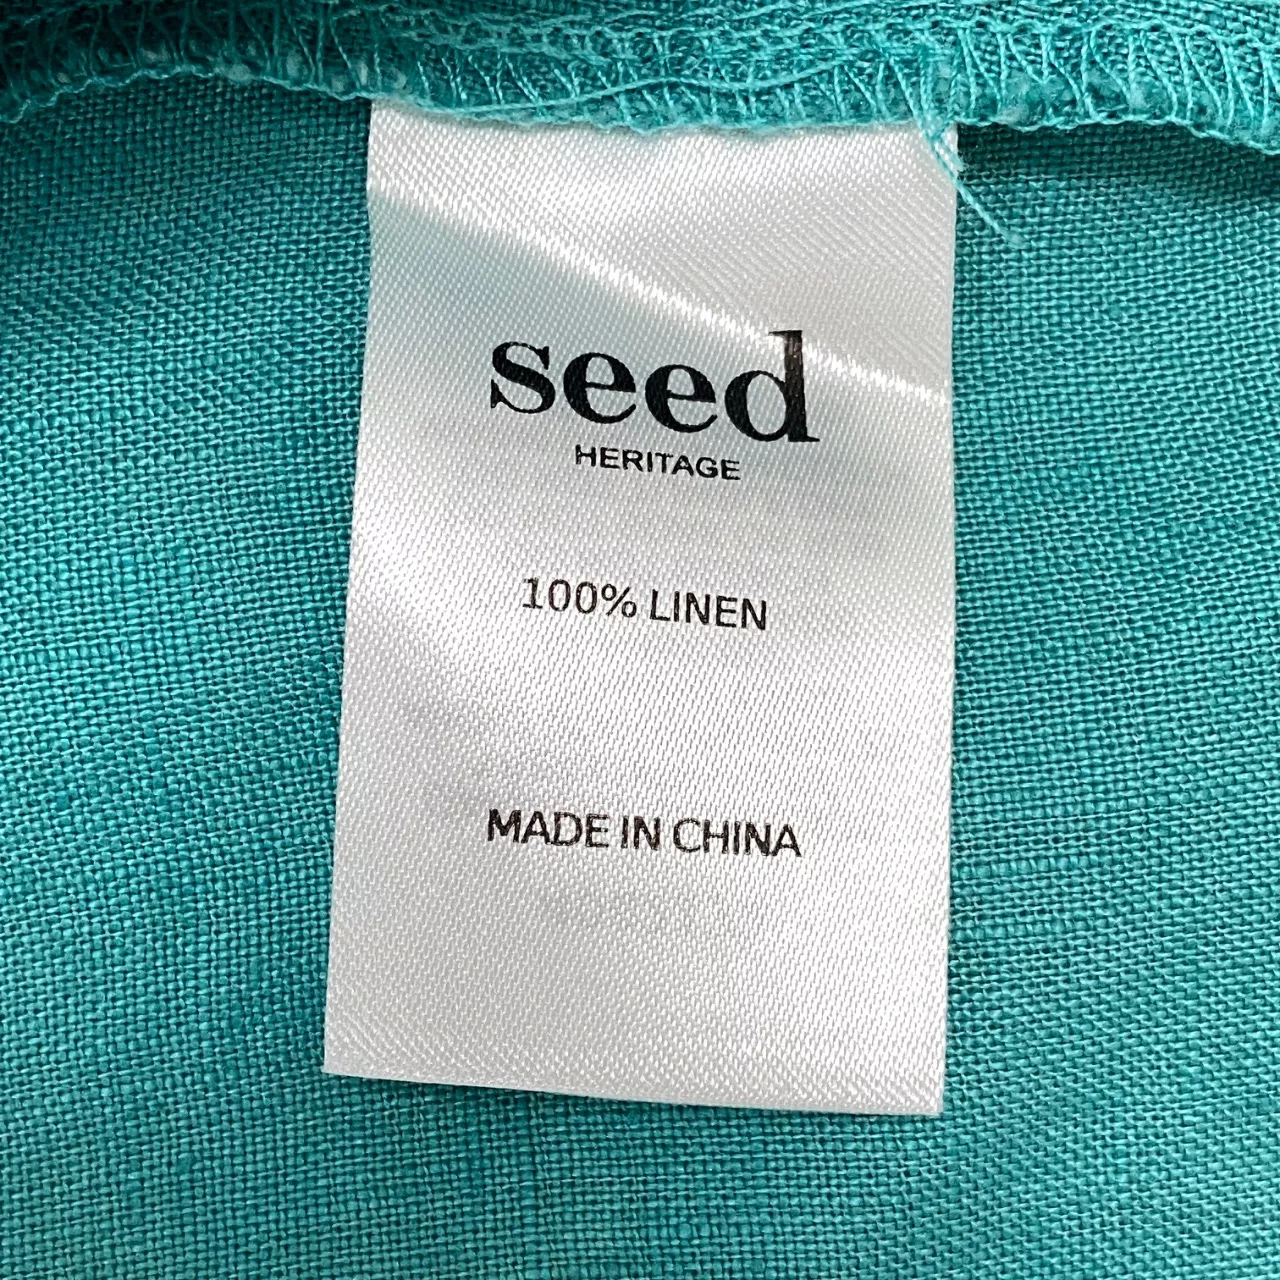 seed
HERITAGE
100% LINEN
MADE IN CHINA